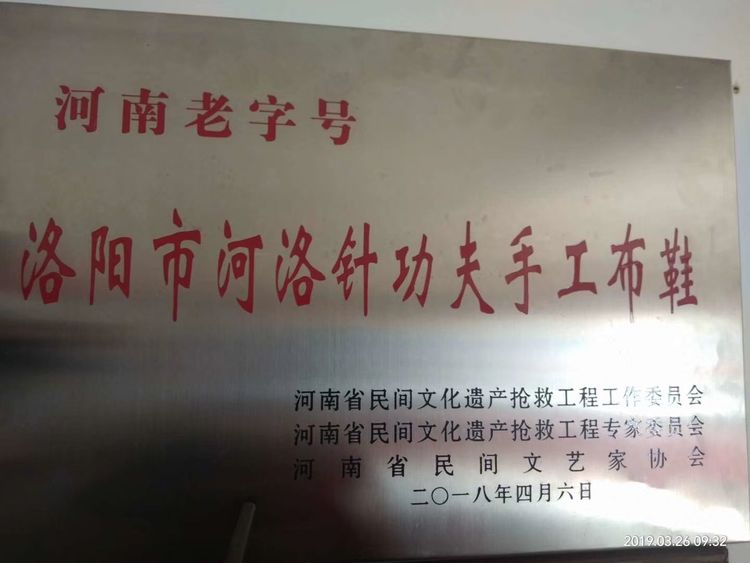 河南老字号
洛阳市河洛针功夫手工布鞋
河南省民间文化遗产抢救工程工作委员会
河南省民间文化遗产抢救工程专家委员会
河南省民间文艺家协会
二〇一八年四月六日
2019.03.26 09:32